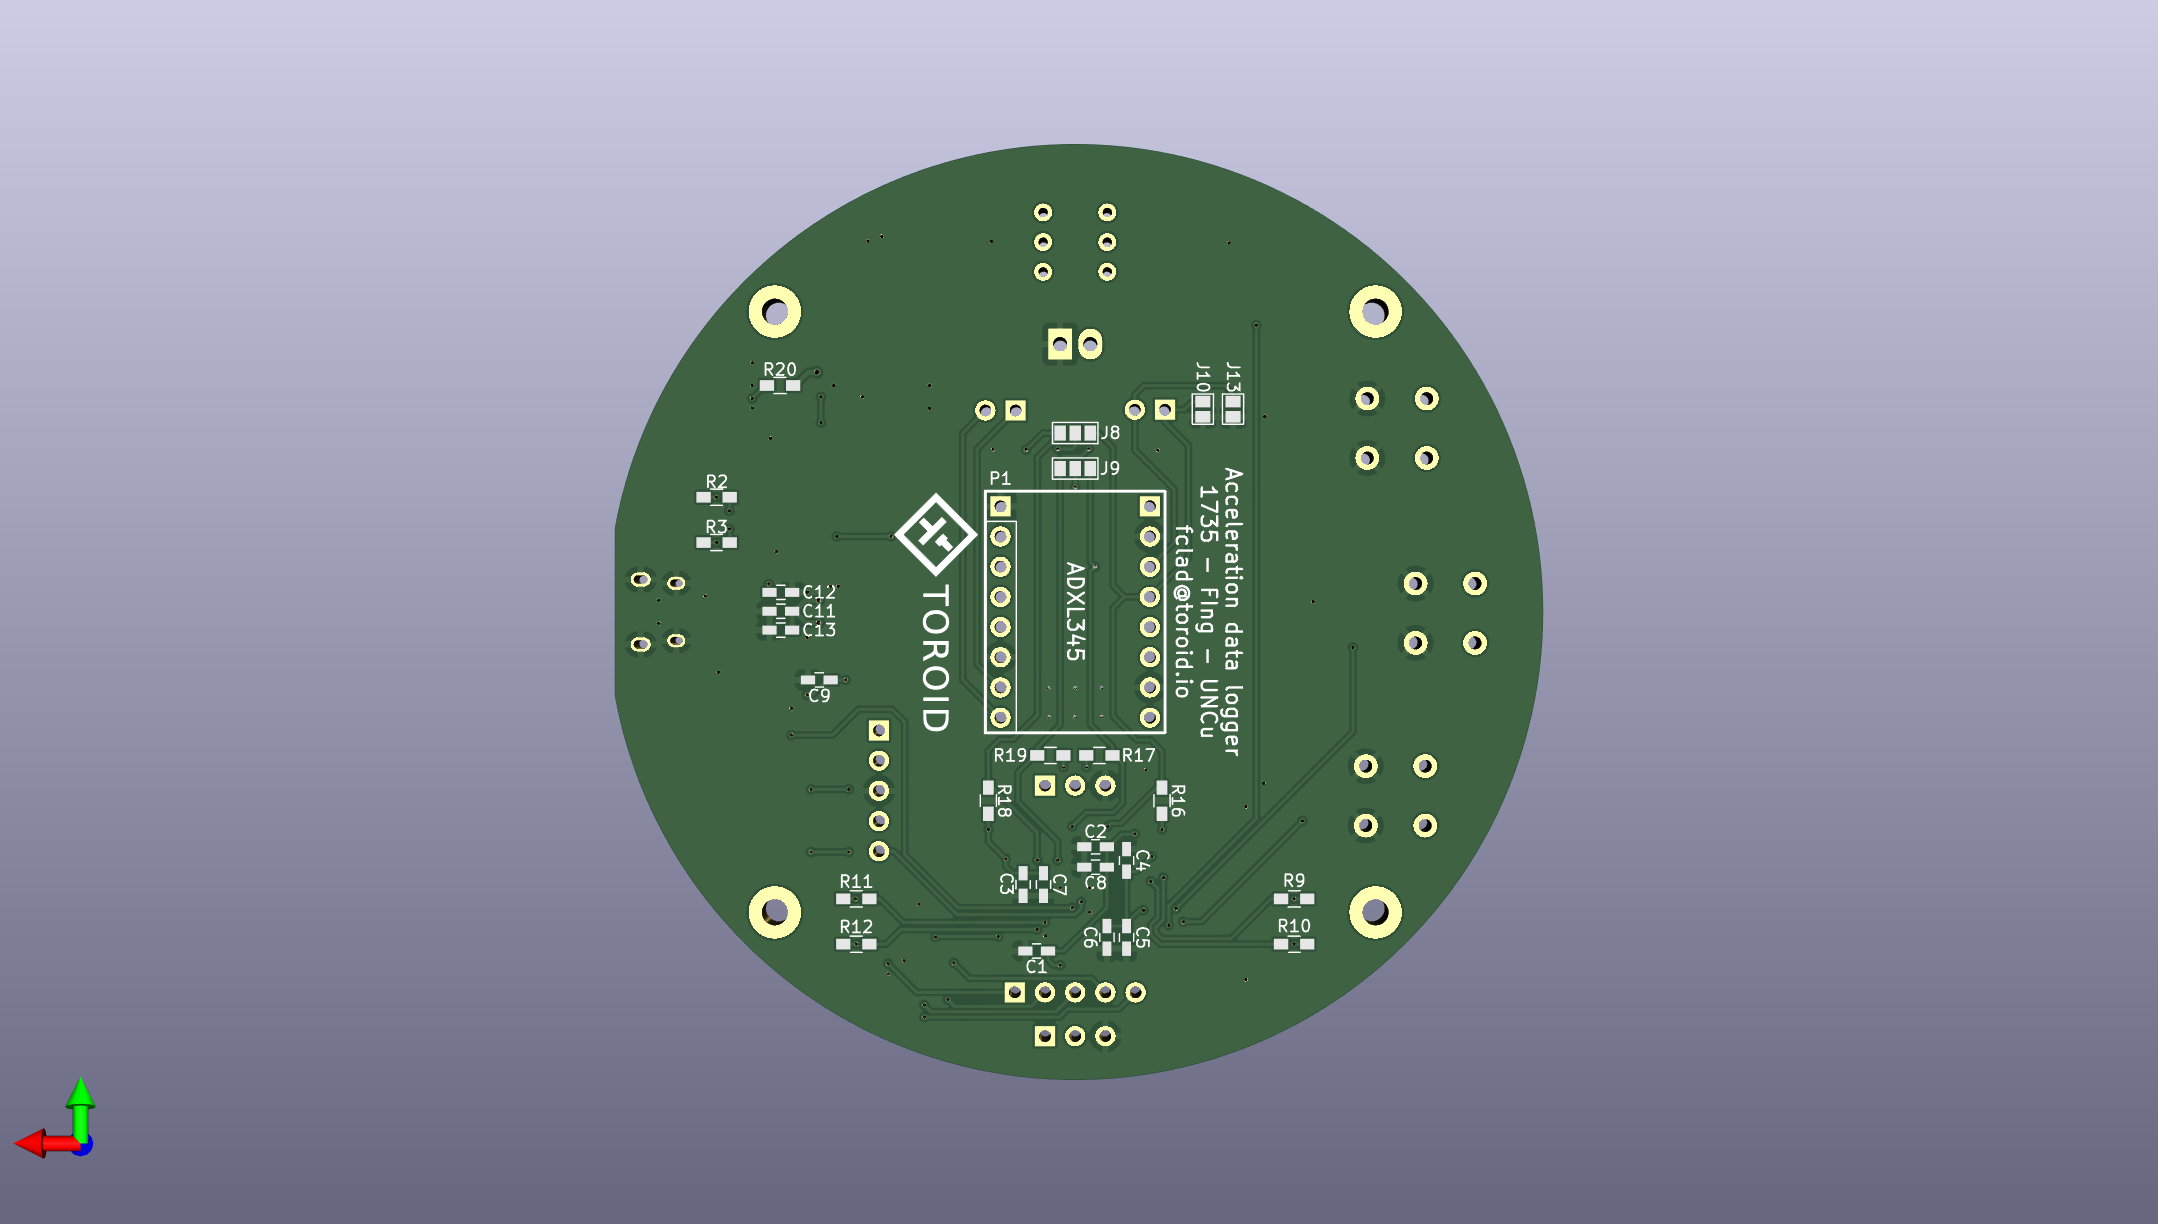 R20
J10
J13
J8
J9
P1
R2
R3
C12
C11
C13
C9
TOROID
ADXL345
Acceleration data logger
1735 - FIng - UNCu
fclad@toroid.io
R19
R17
R18
R16
C2
C4
C8
C3
C7
R11
R9
R12
R10
C6
C5
C1